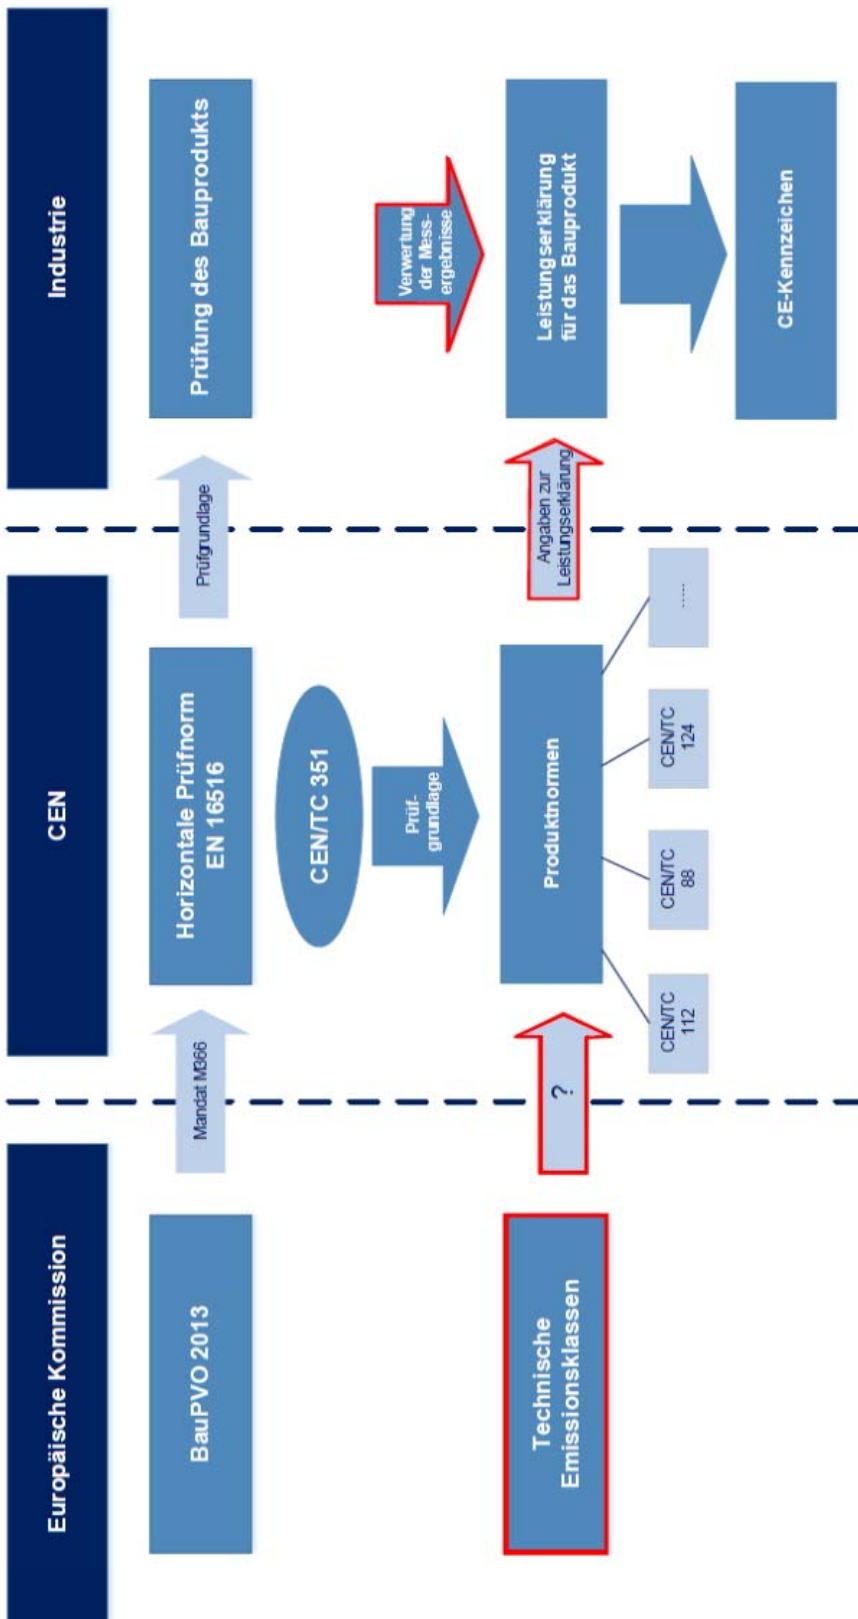 Europäische Kommission
CEN
Industrie
BauPVO 2013
Mandat M366
Horizontale Prüfnorm
EN 16516
Prüfgrundlage
Prüfung des Bauprodukts
CEN/TC 351
Prüf-
grundlage
Verwertung
der Mess-
ergebnisse
Technische
Emissionsklassen
?
Produktnormen
Angaben zur
Leistungserklärung
Leistungserklärung
für das Bauprodukt
CEN/TC
112
CEN/TC
88
CEN/TC
124
.....
CE-Kennzeichen